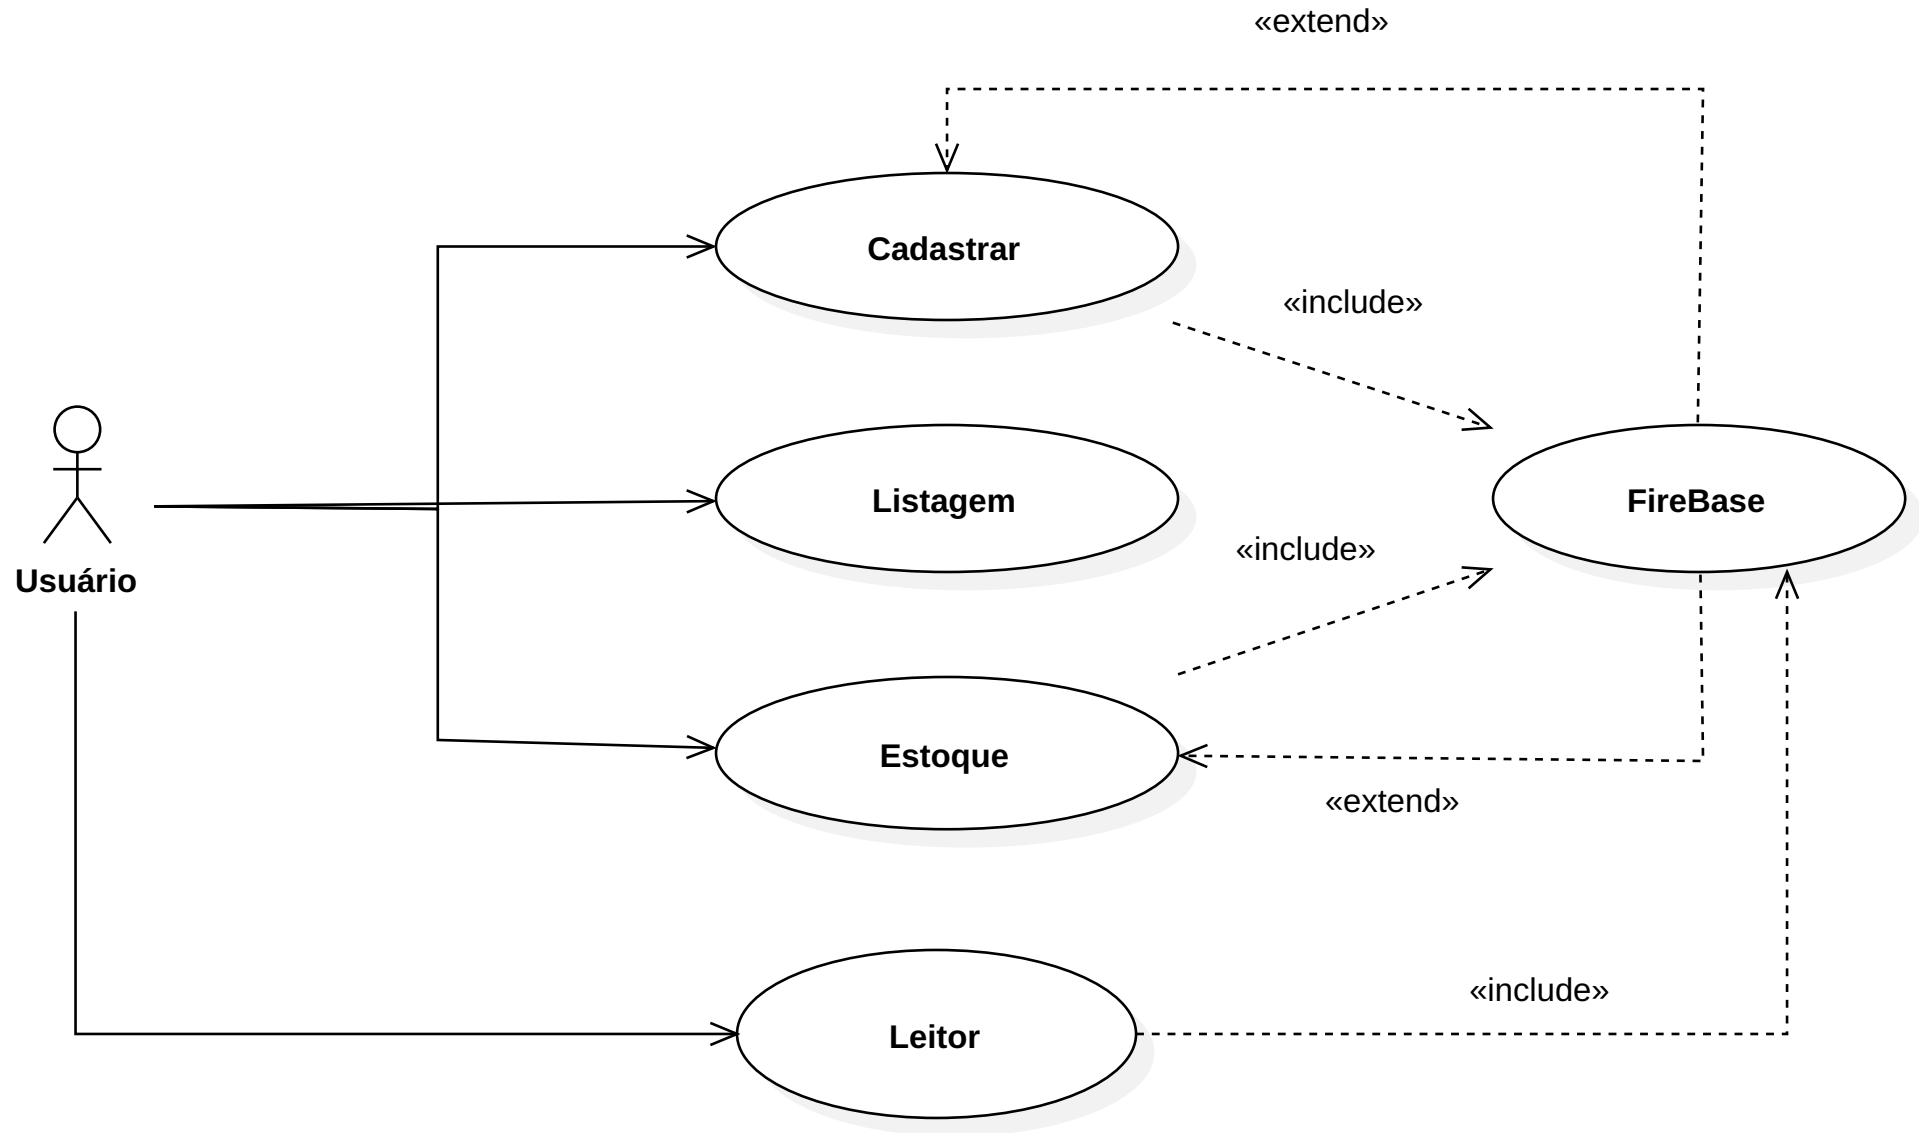 «extend»
Cadastrar
«include»
Listagem
FireBase
«include»
Usuário
Estoque
«extend»
«include»
Leitor